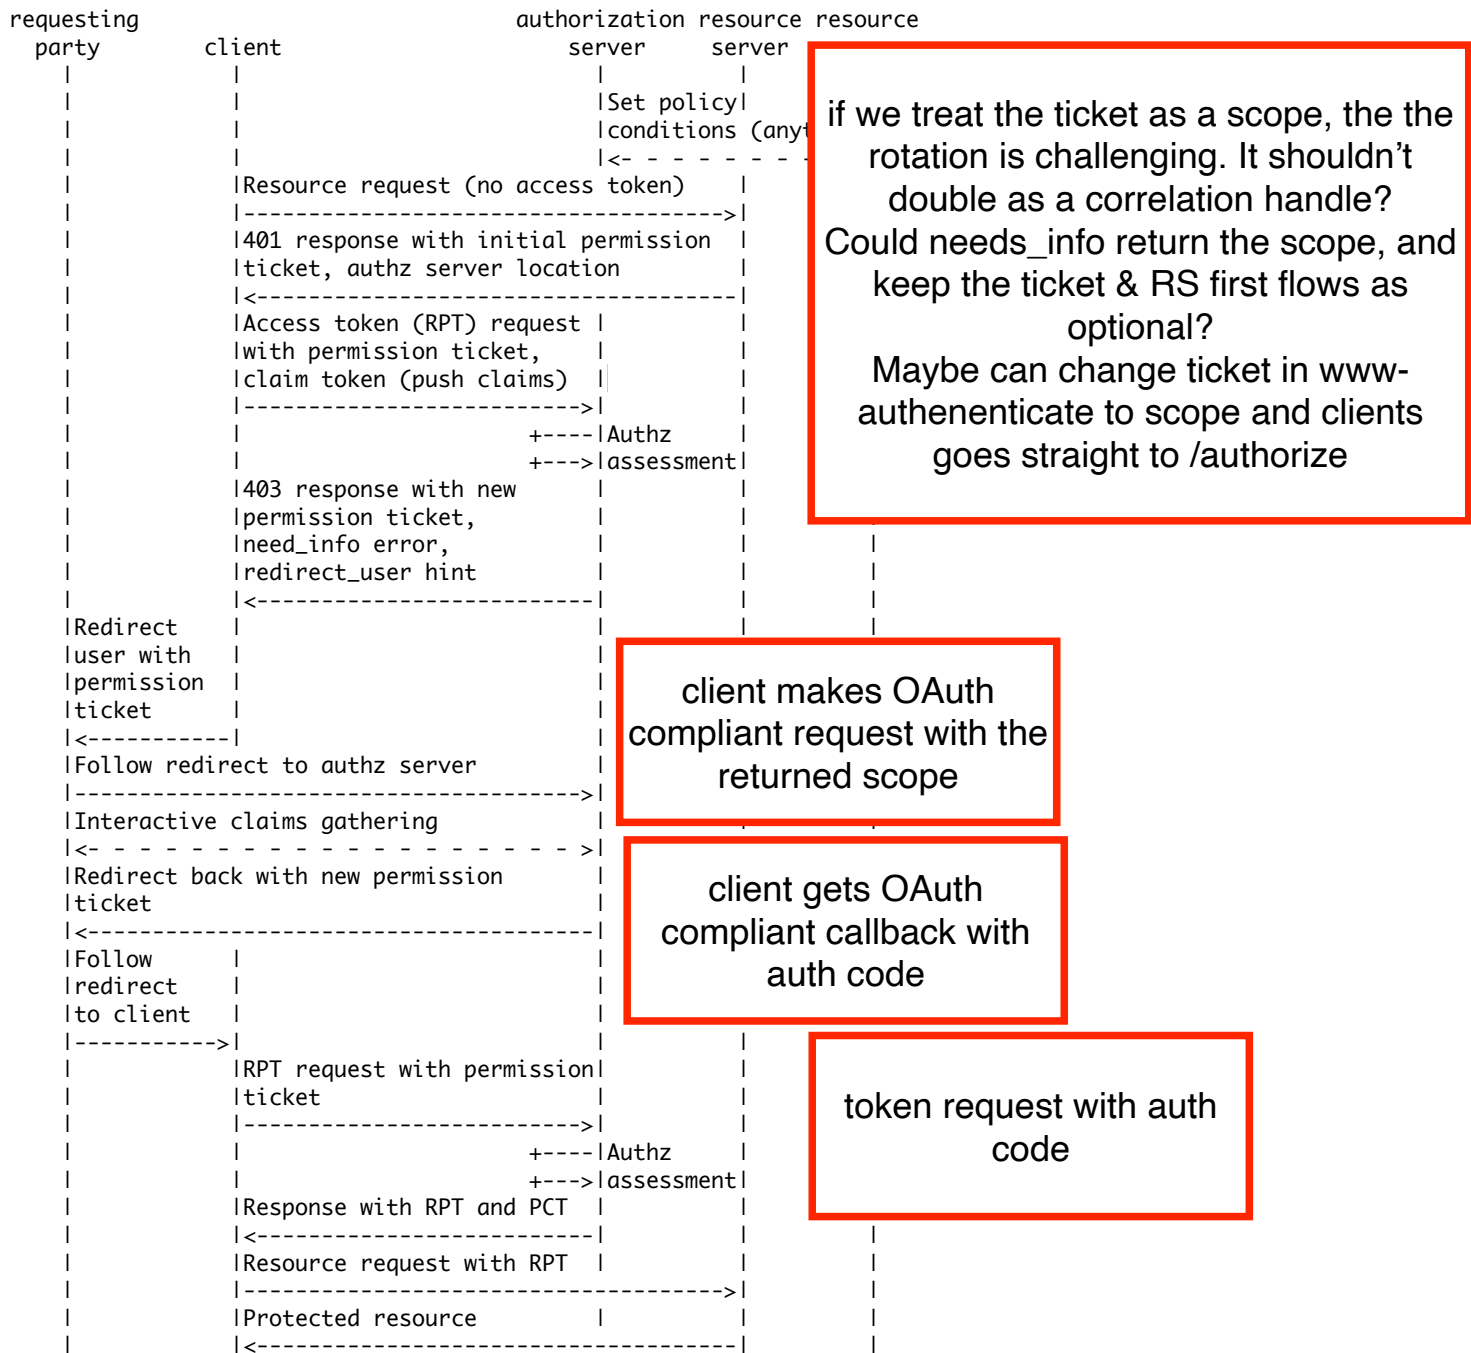 requesting authorization resource resource
party client server server
Set policy
conditions (anyt
Resource request (no access token)
401 response with initial permission
ticket, authz server location
Access token (RPT) request
with permission ticket,
claim token (push claims)
Authz
assessment
403 response with new
permission ticket,
need_info error,
redirect_user hint
Redirect
user with
permission
ticket
Follow redirect to authz server
Interactive claims gathering
Redirect back with new permission
ticket
Follow
redirect
to client
RPT request with permission
ticket
Authz
assessment
Response with RPT and PCT
Resource request with RPT
Protected resource
if we treat the ticket as a scope, the the
rotation is challenging. It shouldn’t
double as a correlation handle?
Could needs_info return the scope, and
keep the ticket & RS first flows as
optional?
Maybe can change ticket in www-
authenenticate to scope and clients
goes straight to /authorize
client makes OAuth
compliant request with the
returned scope
client gets OAuth
compliant callback with
auth code
token request with auth
code